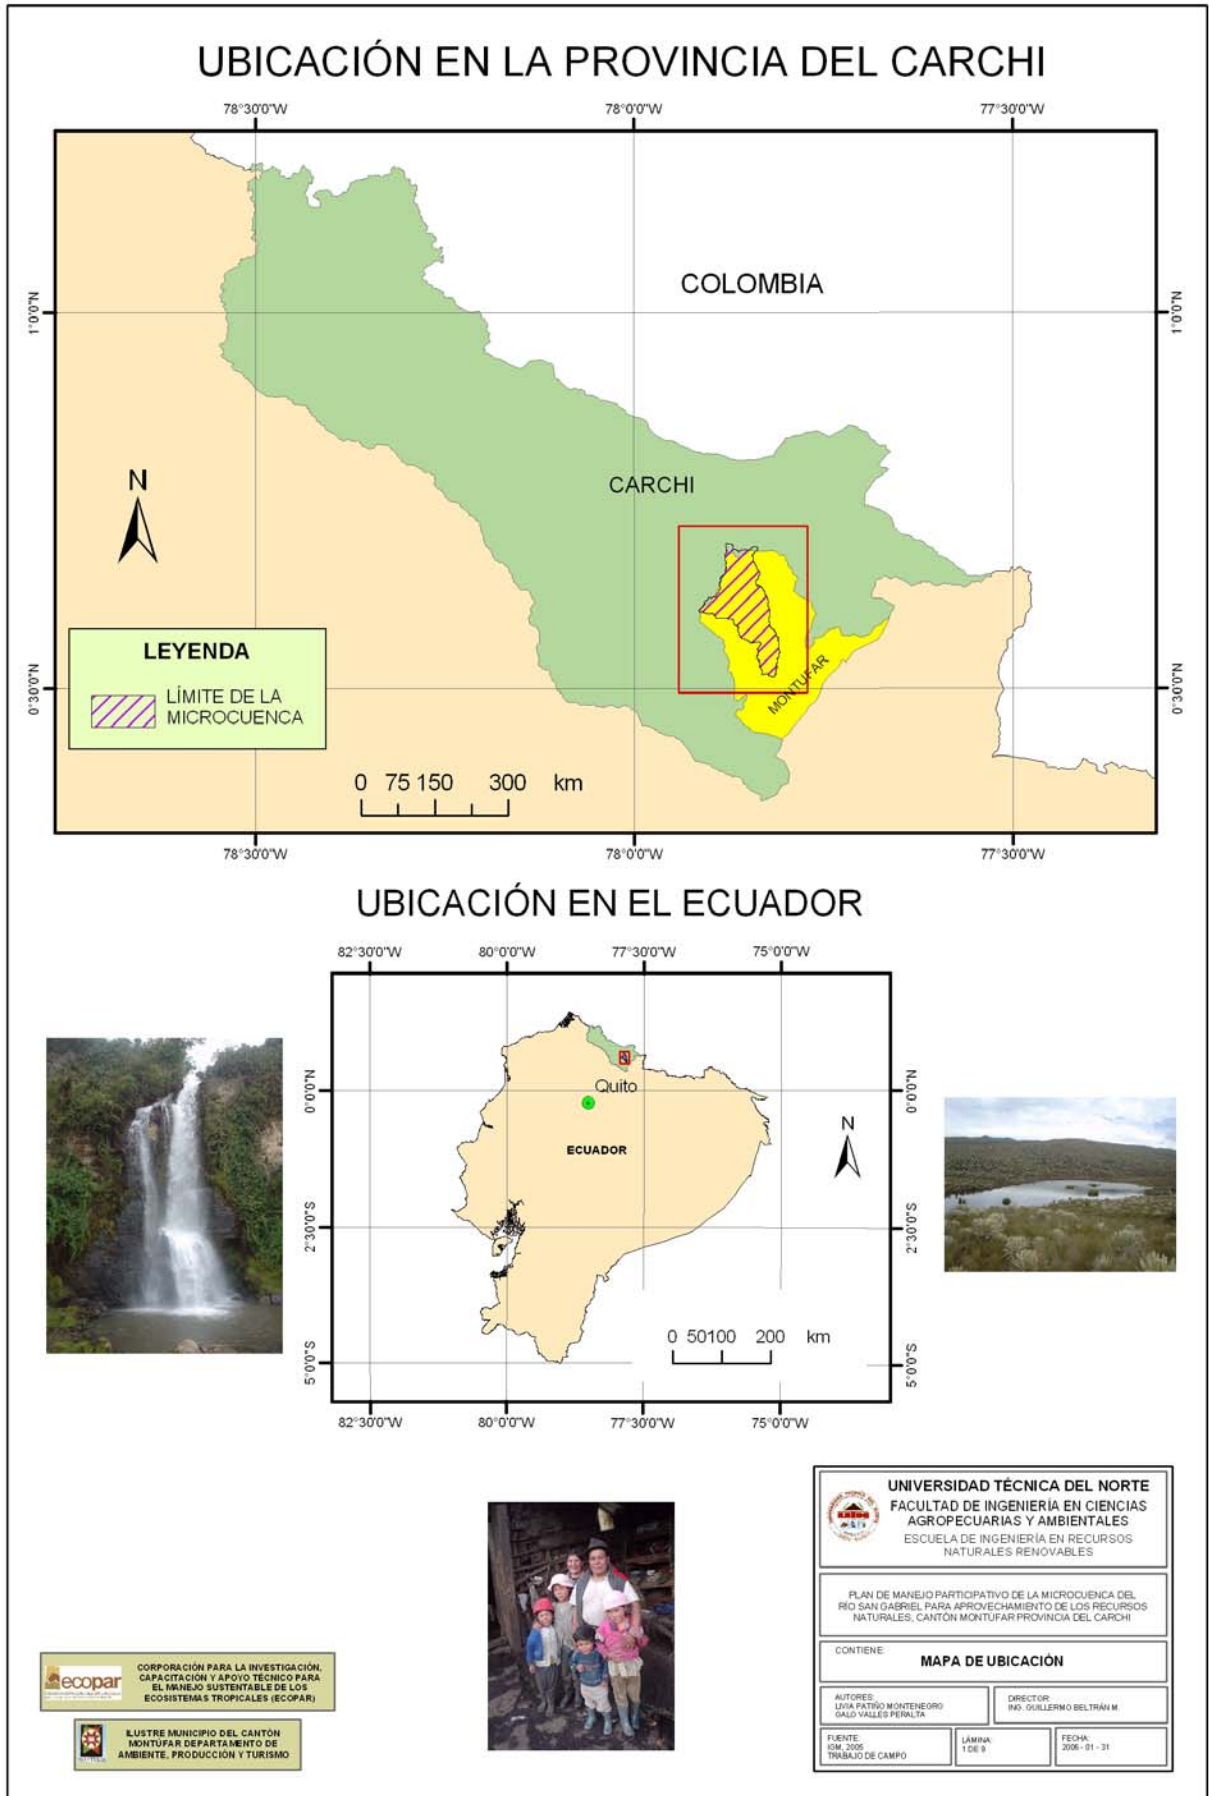 UBICACIÓN EN LA PROVINCIA DEL CARCHI
78°30'0"W 78°0'0"W 77°30'0"W
1°0'0"N 1°0'0"N
COLOMBIA
CARCHI
N
MONTUFAR
LEYENDA
LÍMITE DE LA
MICROCUENCA
0°30'0"N 0°30'0"N
0 75 150 300 km
78°30'0"W 78°0'0"W 77°30'0"W
UBICACIÓN EN EL ECUADOR
82°30'0"W 80°0'0"W 77°30'0"W 75°0'0"W
0°0'0"N 0°0'0"N
Quito
N
ECUADOR
2°30'0"S 2°30'0"S
0 50100 200 km
5°0'0"S 5°0'0"S
82°30'0"W 80°0'0"W 77°30'0"W 75°0'0"W
UNIVERSIDAD TÉCNICA DEL NORTE
FACULTAD DE INGENIERÍA EN CIENCIAS
AGROPECUARIAS Y AMBIENTALES
ESCUELA DE INGENIERÍA EN RECURSOS
NATURALES RENOVABLES
PLAN DE MANEJO PARTICIPATIVO DE LA MICROCUENCA DEL
RÍO SAN GABRIEL PARA APROVECHAMIENTO DE LOS RECURSOS
NATURALES, CANTÓN MONTÚFAR PROVINCIA DEL CARCHI
CONTIENE:
MAPA DE UBICACIÓN
AUTORES:
LIVIA PATIÑO MONTENEGRO
GALO VALLES PERALTA
DIRECTOR:
ING. GUILLERMO BELTRÁN M.
FUENTE:
IGM, 2005
TRABAJO DE CAMPO
LÁMINA:
1 DE 9
FECHA:
2006 - 01 - 31
ecopar
CORPORACIÓN PARA LA INVESTIGACIÓN,
CAPACITACIÓN Y APOYO TÉCNICO PARA
EL MANEJO SUSTENTABLE DE LOS
ECOSISTEMAS TROPICALES (ECOPAR)
ILUSTRE MUNICIPIO DEL CANTÓN
MONTÚFAR DEPARTAMENTO DE
AMBIENTE, PRODUCCIÓN Y TURISMO